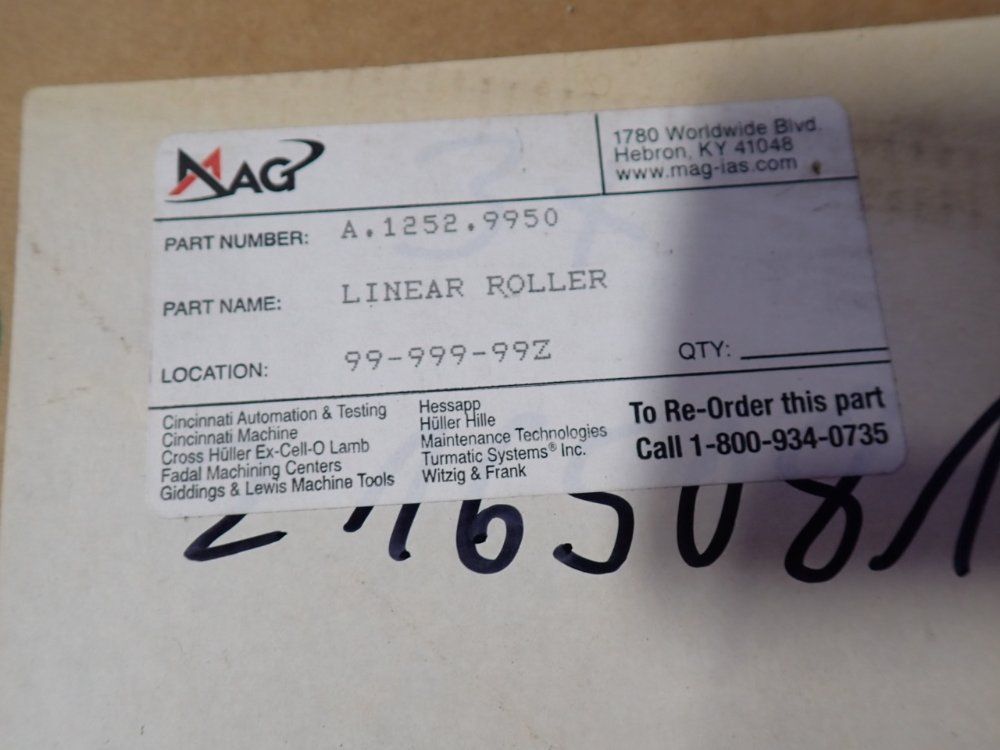 MAG
1780 Worldwide Blvd.
Hebron, KY 41048
www.mag-ias.com
PART NUMBER: A.1252.9950
PART NAME: LINEAR ROLLER
LOCATION: 99-999-99Z
QTY:
Cincinnati Automation & Testing
Cincinnati Machine
Cross Hüller Ex-Cell-O Lamb
Fadal Machining Centers
Giddings & Lewis Machine Tools
Hessapp
Hüller Hille
Maintenance Technologies
Turmatic Systems® Inc.
Witzig & Frank
To Re-Order this part
Call 1-800-934-0735